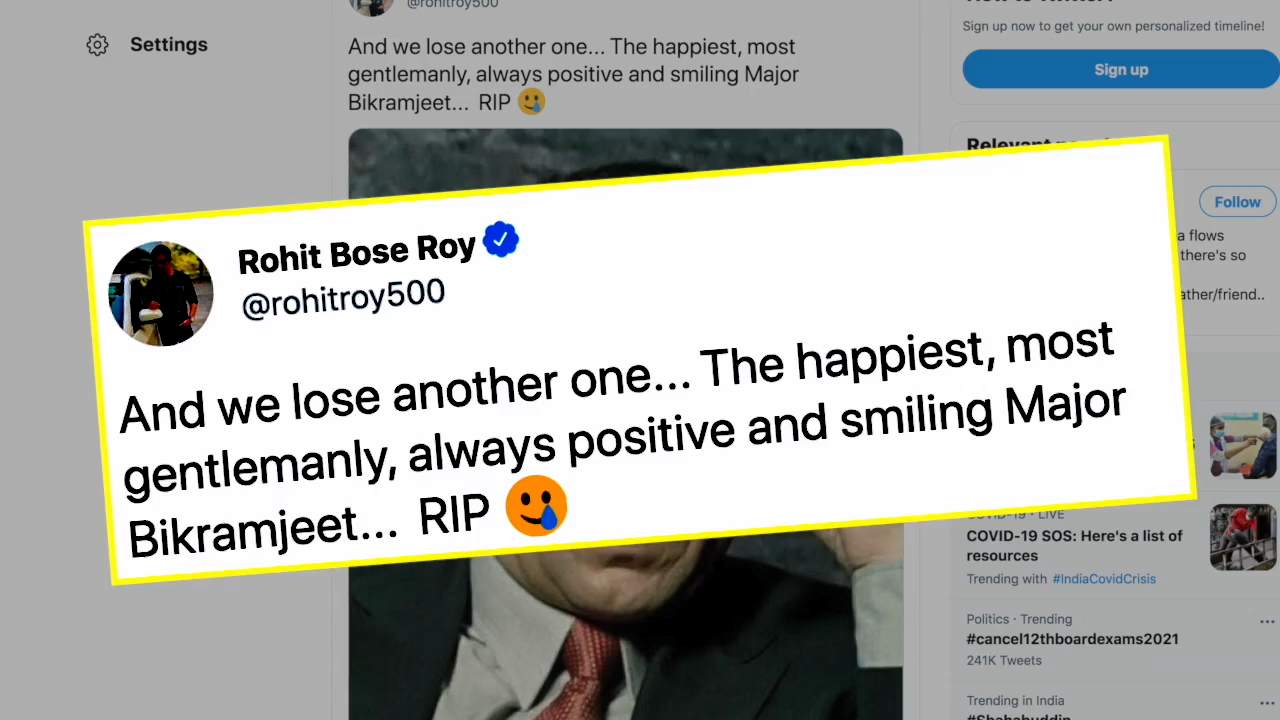 @rohitroy500
Settings
And we lose another one... The happiest, most
gentlemanly, always positive and smiling Major
Bikramjeet... RIP 🥲
Sign up now to get your own personalized timeline!
Sign up
Follow
a flows
there's so
ather/friend..
Rohit Bose Roy
@rohitroy500
And we lose another one... The happiest, most
gentlemanly, always positive and smiling Major
Bikramjeet... RIP 🥲
COVID-19 · LIVE
COVID-19 SOS: Here's a list of
resources
Trending with #IndiaCovidCrisis
Politics · Trending
#cancel12thboardexams2021
241K Tweets
Trending in India
#Shahabuddin